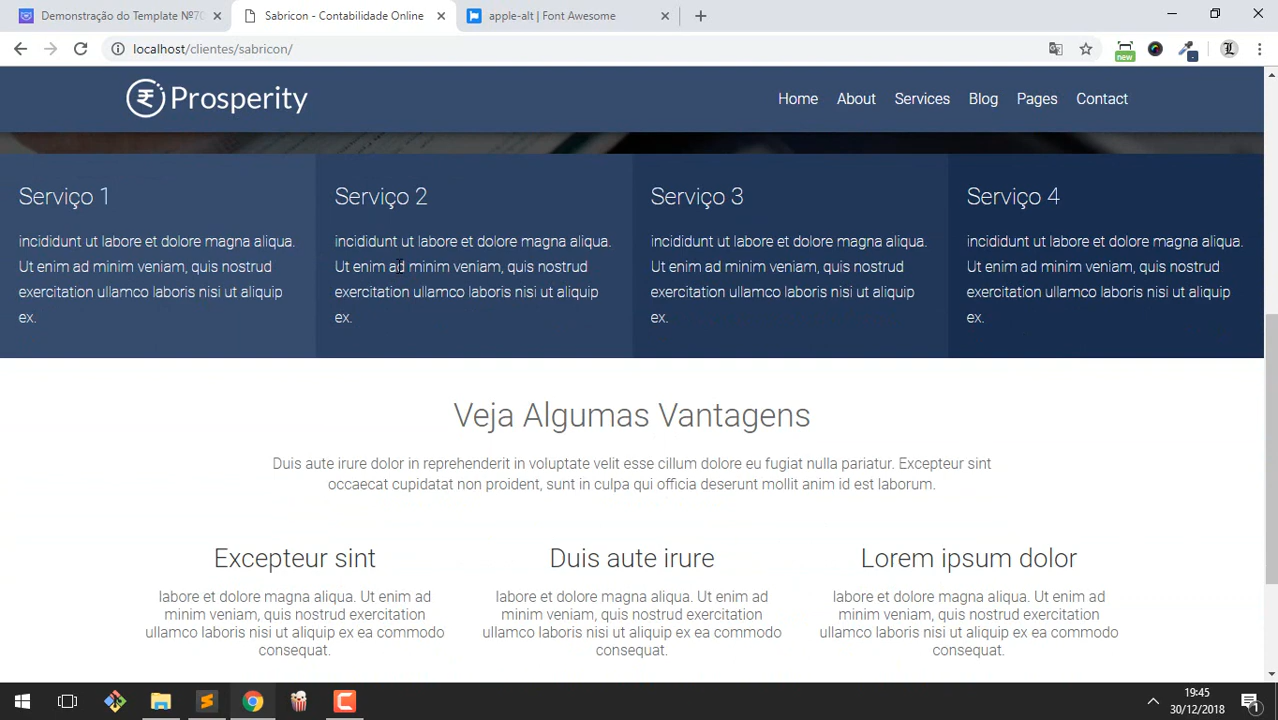 Demonstração do Template Nº70
Sabricon - Contabilidade Online
apple-alt | Font Awesome
localhost/clientes/sabricon/
new
Prosperity
Home About Services Blog Pages Contact
Serviço 1 Serviço 2 Serviço 3 Serviço 4
incididunt ut labore et dolore magna aliqua. incididunt ut labore et dolore magna aliqua. incididunt ut labore et dolore magna aliqua. incididunt ut labore et dolore magna aliqua.
Ut enim ad minim veniam, quis nostrud Ut enim ad minim veniam, quis nostrud Ut enim ad minim veniam, quis nostrud Ut enim ad minim veniam, quis nostrud
exercitation ullamco laboris nisi ut aliquip exercitation ullamco laboris nisi ut aliquip exercitation ullamco laboris nisi ut aliquip exercitation ullamco laboris nisi ut aliquip
ex. ex. ex. ex.
Veja Algumas Vantagens
Duis aute irure dolor in reprehenderit in voluptate velit esse cillum dolore eu fugiat nulla pariatur. Excepteur sint
occaecat cupidatat non proident, sunt in culpa qui officia deserunt mollit anim id est laborum.
Excepteur sint Duis aute irure Lorem ipsum dolor
labore et dolore magna aliqua. Ut enim ad labore et dolore magna aliqua. Ut enim ad labore et dolore magna aliqua. Ut enim ad
minim veniam, quis nostrud exercitation minim veniam, quis nostrud exercitation minim veniam, quis nostrud exercitation
ullamco laboris nisi ut aliquip ex ea commodo ullamco laboris nisi ut aliquip ex ea commodo ullamco laboris nisi ut aliquip ex ea commodo
consequat. consequat. consequat.
19:45
30/12/2018
1